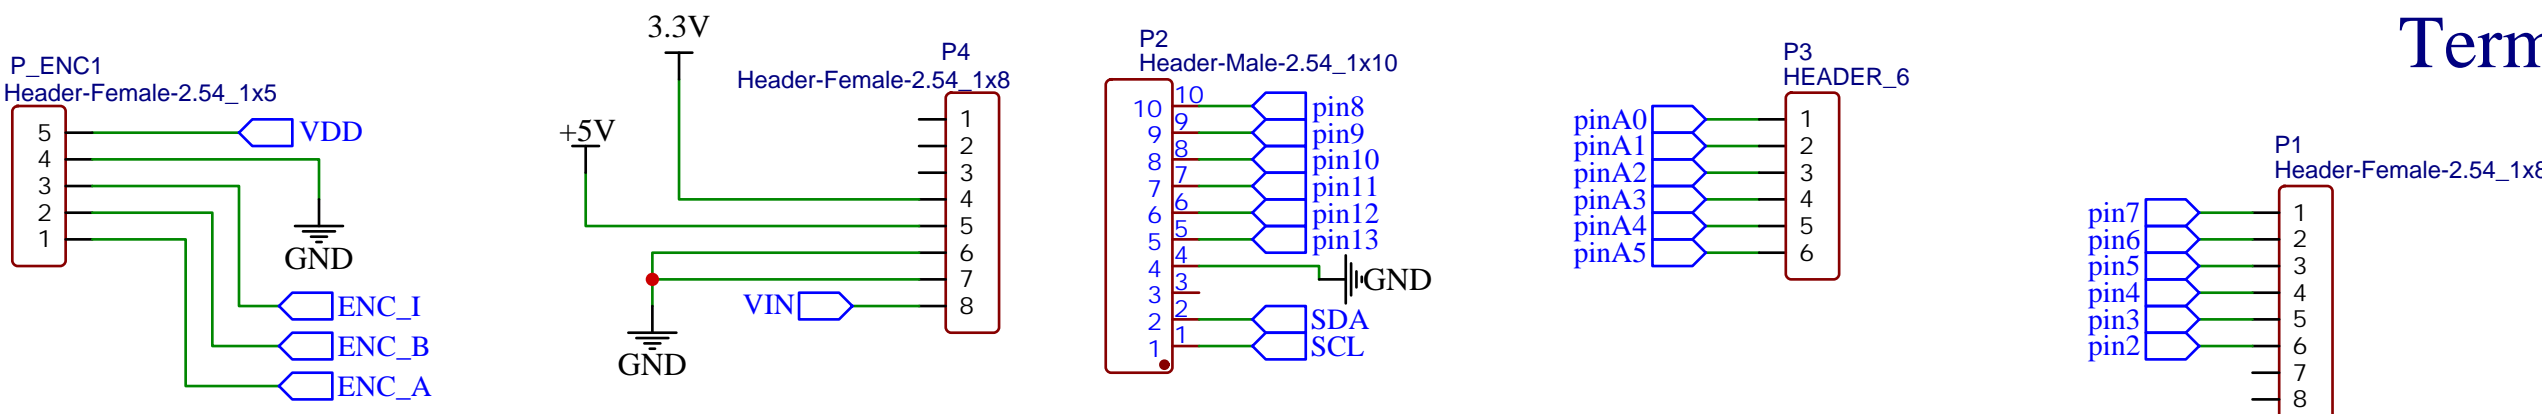 P_ENC1
Header-Female-2.54_1x5
5
4
3
2
1
VDD
GND
ENC_I
ENC_B
ENC_A
3.3V
+5V
P4
Header-Female-2.54_1x8
1
2
3
4
5
6
7
8
VIN
GND
P2
Header-Male-2.54_1x10
10 10 pin8
9 9 pin9
8 8 pin10
7 7 pin11
6 6 pin12
5 5 pin13
4 4 GND
3 3
2 2 SDA
1 1 SCL
P3
HEADER_6
pinA0 1
pinA1 2
pinA2 3
pinA3 4
pinA4 5
pinA5 6
Term
P1
Header-Female-2.54_1x8
pin7 1
pin6 2
pin5 3
pin4 4
pin3 5
pin2 6
7
8